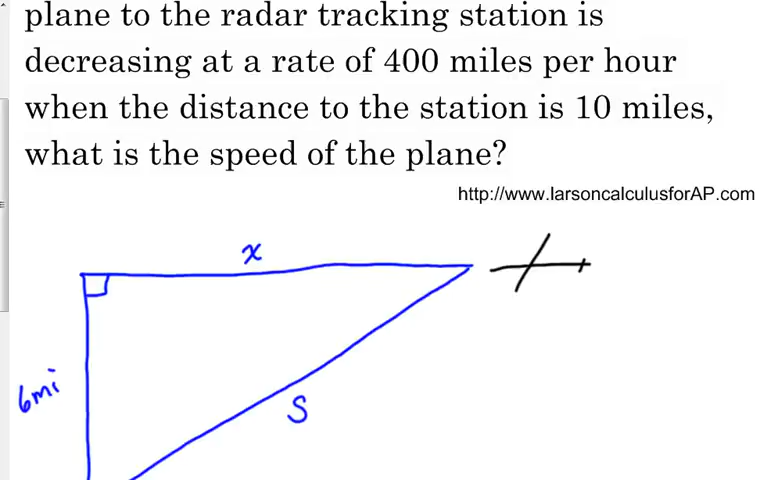 plane to the radar tracking station is
decreasing at a rate of 400 miles per hour
when the distance to the station is 10 miles,
what is the speed of the plane?
http://www.larsoncalculusforAP.com
x
6mi
S